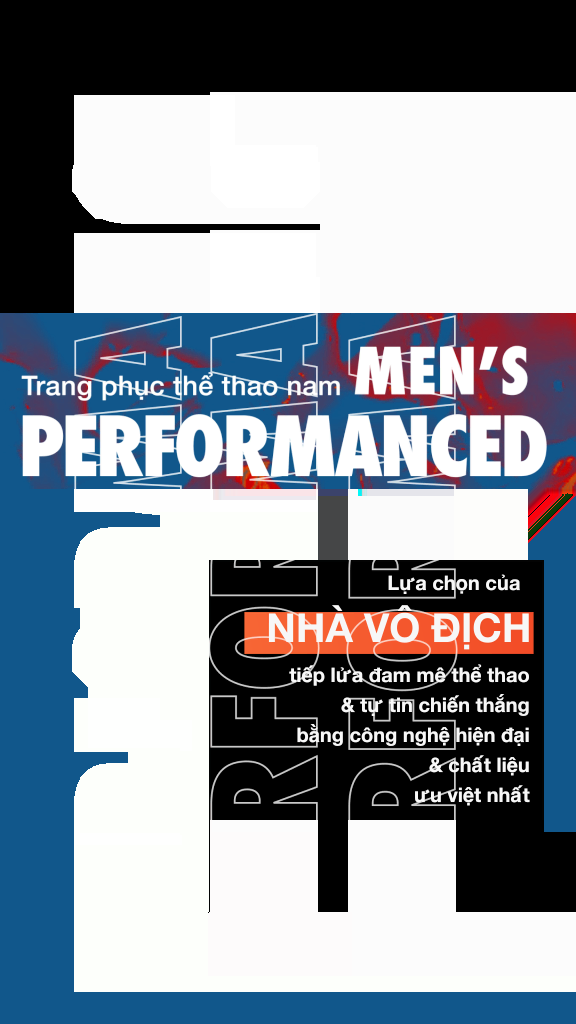 Trang phục thể thao nam MEN'S
PERFORMANCED
Lựa chọn của
NHÀ VÔ ĐỊCH
tiếp lửa đam mê thể thao
& tự tin chiến thắng
bằng công nghệ hiện đại
& chất liệu
ưu việt nhất